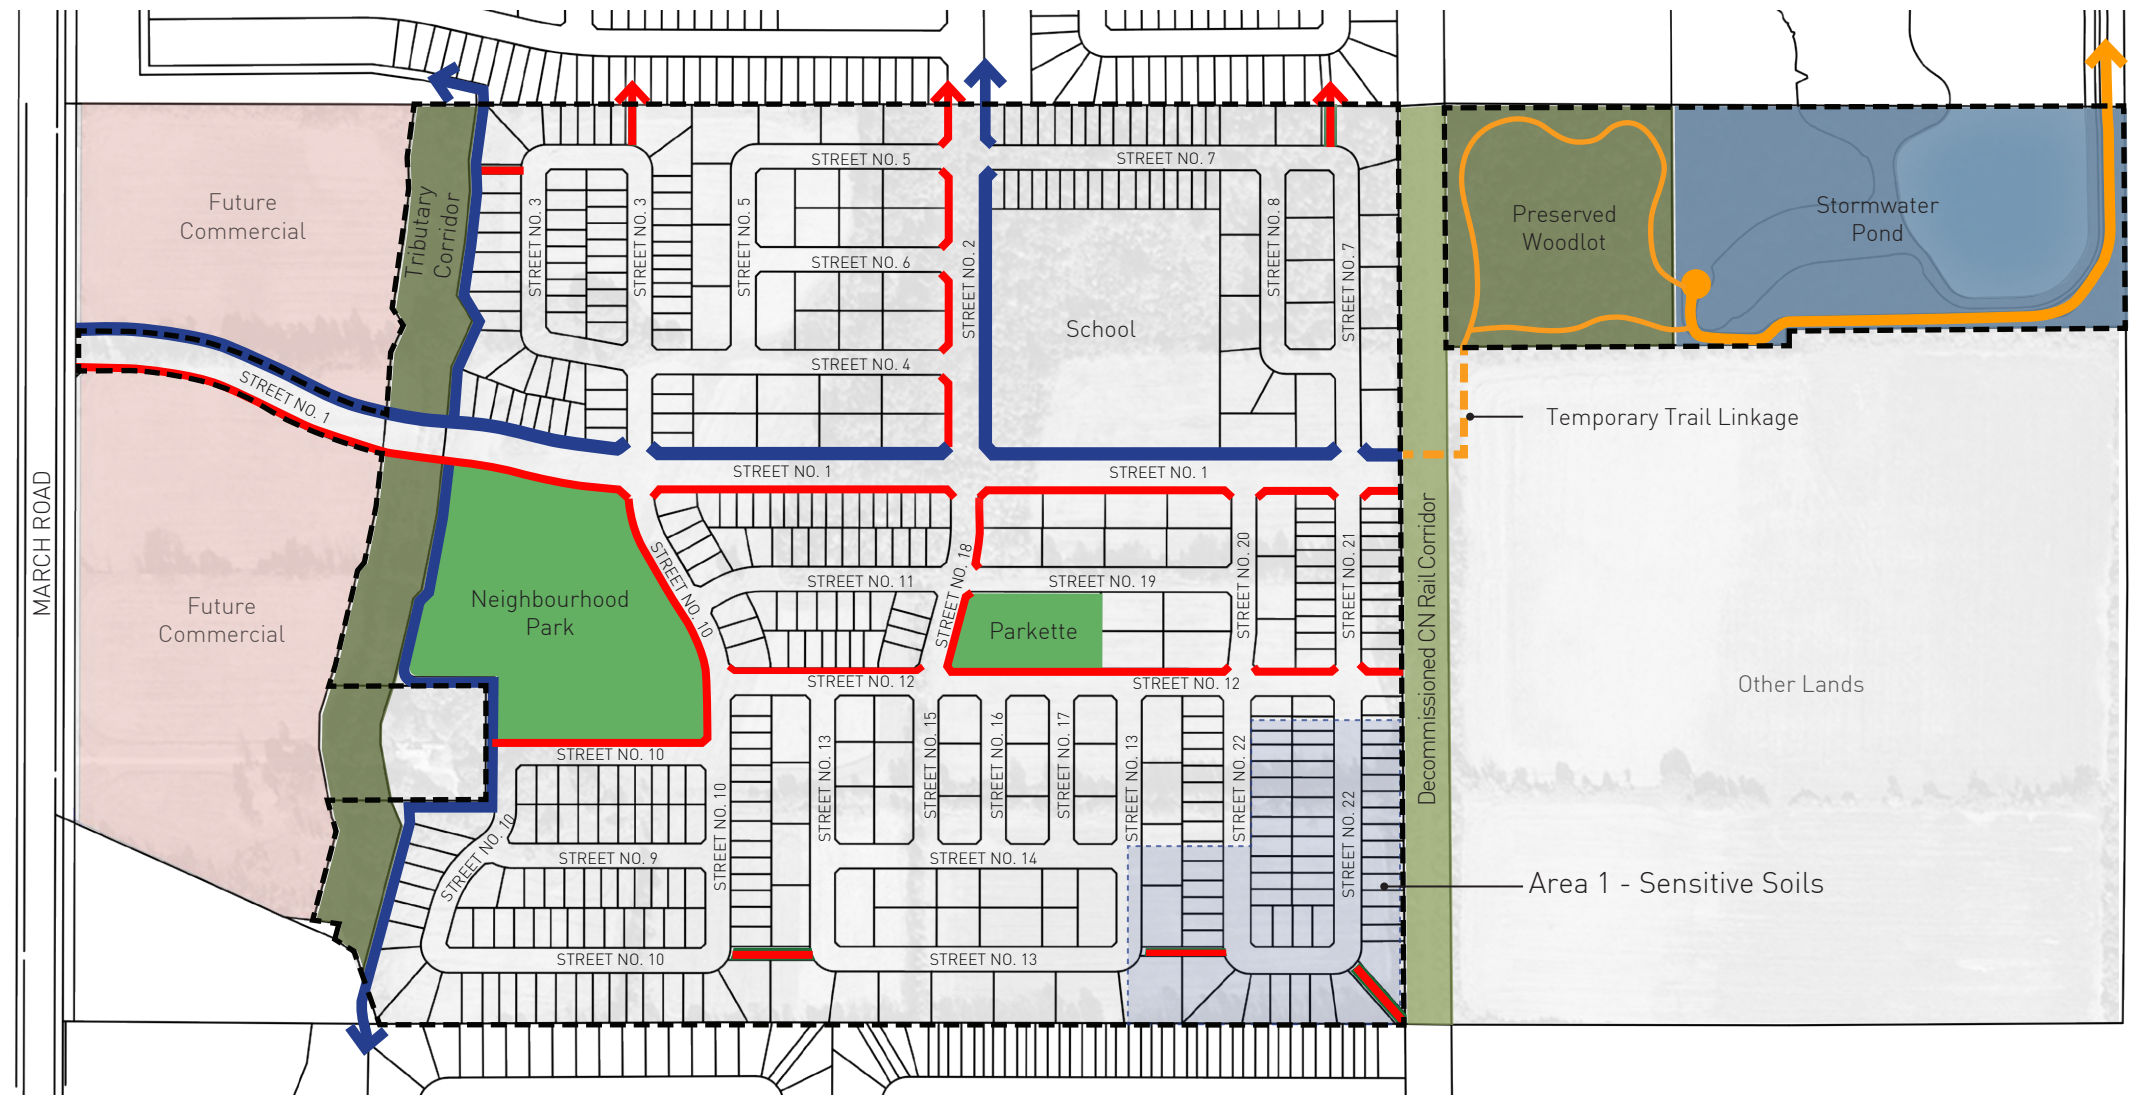 Future
Commercial
Tributary
Corridor
STREET NO. 5
STREET NO. 7
STREET NO. 3
STREET NO. 3
STREET NO. 5
STREET NO. 6
STREET NO. 2
STREET NO. 8
STREET NO. 7
School
STREET NO. 4
Preserved
Woodlot
Stormwater
Pond
STREET NO. 1
Temporary Trail Linkage
STREET NO. 1
STREET NO. 1
MARCH ROAD
Future
Commercial
Neighbourhood
Park
STREET NO. 10
STREET NO. 11
STREET NO. 18
STREET NO. 19
STREET NO. 20
STREET NO. 21
Parkette
STREET NO. 12
STREET NO. 12
Decommissioned CN Rail Corridor
Other Lands
STREET NO. 10
STREET NO. 10
STREET NO. 13
STREET NO. 15
STREET NO. 16
STREET NO. 17
STREET NO. 13
STREET NO. 22
STREET NO. 22
STREET NO. 10
STREET NO. 9
STREET NO. 14
Area 1 - Sensitive Soils
STREET NO. 10
STREET NO. 13